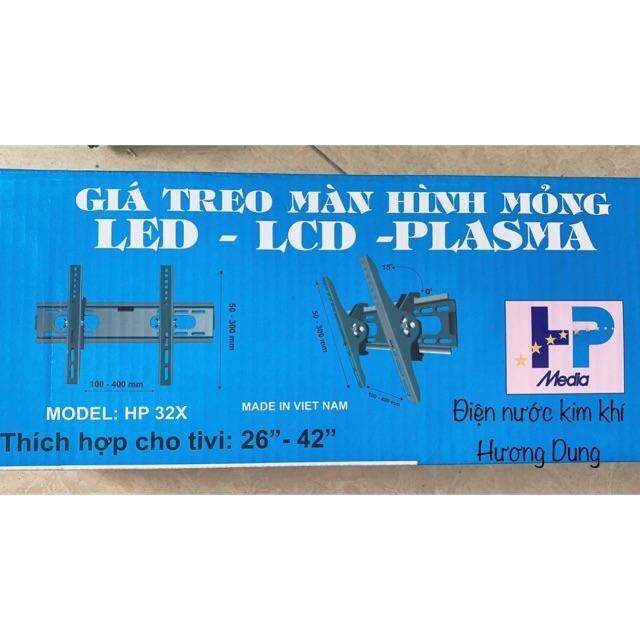 GIÁ TREO MÀN HÌNH MỎNG
LED - LCD -PLASMA
50 - 300 mm
100 - 400 mm
15°
50 - 300 mm
100 - 400 mm
HP
Media
MODEL: HP 32X
MADE IN VIET NAM
Điện nước kim khí
Hương Dung
Thích hợp cho tivi: 26”- 42”